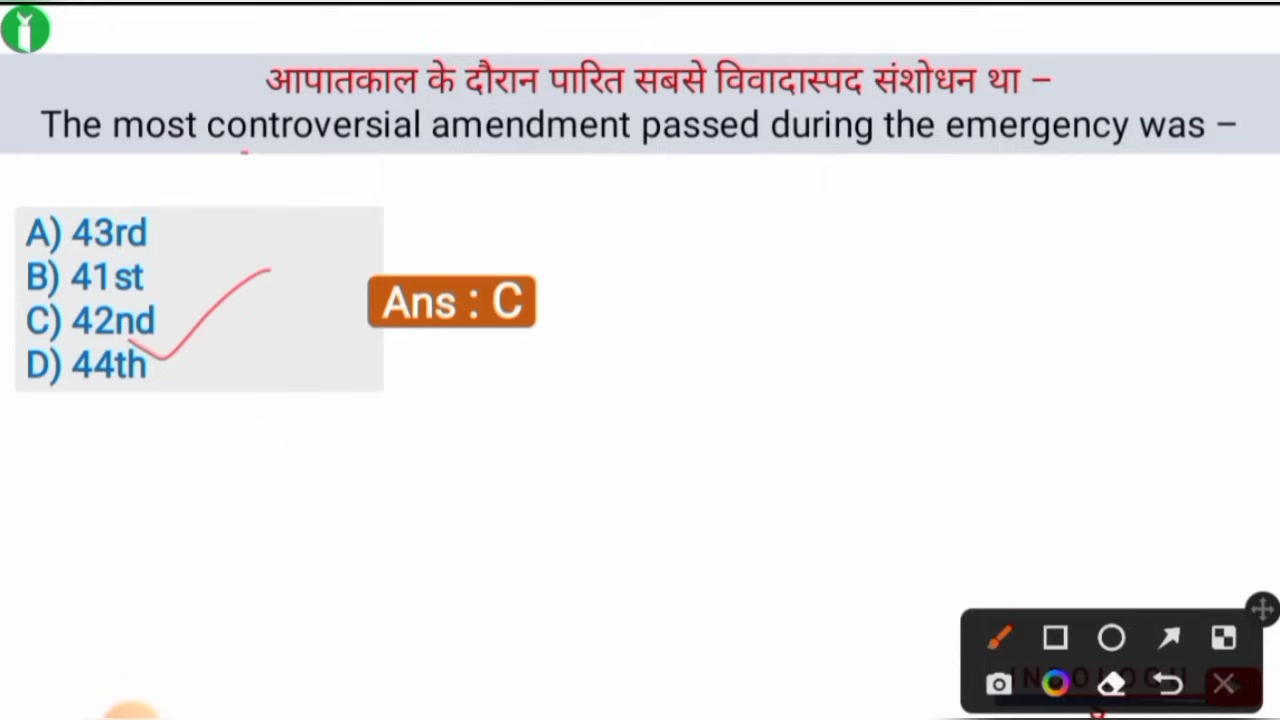 आपातकाल के दौरान पारित सबसे विवादास्पद संशोधन था –
The most controversial amendment passed during the emergency was –
A) 43rd
B) 41st
C) 42nd
D) 44th
Ans : C